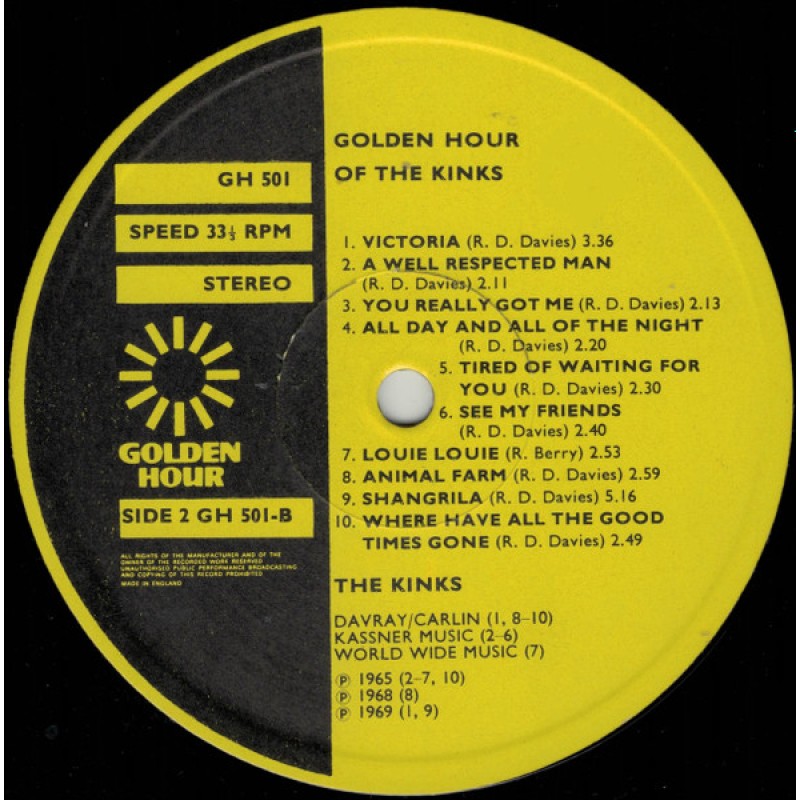 GOLDEN HOUR
OF THE KINKS
GH 501
SPEED 33⅓ RPM
STEREO
GOLDEN
HOUR
SIDE 2 GH 501-B
ALL RIGHTS OF THE MANUFACTURER AND OF THE
OWNER OF THE RECORDED WORK RESERVED
UNAUTHORISED PUBLIC PERFORMANCE BROADCASTING
AND COPYING OF THIS RECORD PROHIBITED
MADE IN ENGLAND
1. VICTORIA (R. D. Davies) 3.36
2. A WELL RESPECTED MAN
(R. D. Davies) 2.11
3. YOU REALLY GOT ME (R. D. Davies) 2.13
4. ALL DAY AND ALL OF THE NIGHT
(R. D. Davies) 2.20
5. TIRED OF WAITING FOR
YOU (R. D. Davies) 2.30
6. SEE MY FRIENDS
(R. D. Davies) 2.40
7. LOUIE LOUIE (R. Berry) 2.53
8. ANIMAL FARM (R. D. Davies) 2.59
9. SHANGRILA (R. D. Davies) 5.16
10. WHERE HAVE ALL THE GOOD
TIMES GONE (R. D. Davies) 2.49
THE KINKS
DAVRAY/CARLIN (1, 8-10)
KASSNER MUSIC (2-6)
WORLD WIDE MUSIC (7)
℗ 1965 (2-7, 10)
℗ 1968 (8)
℗ 1969 (1, 9)